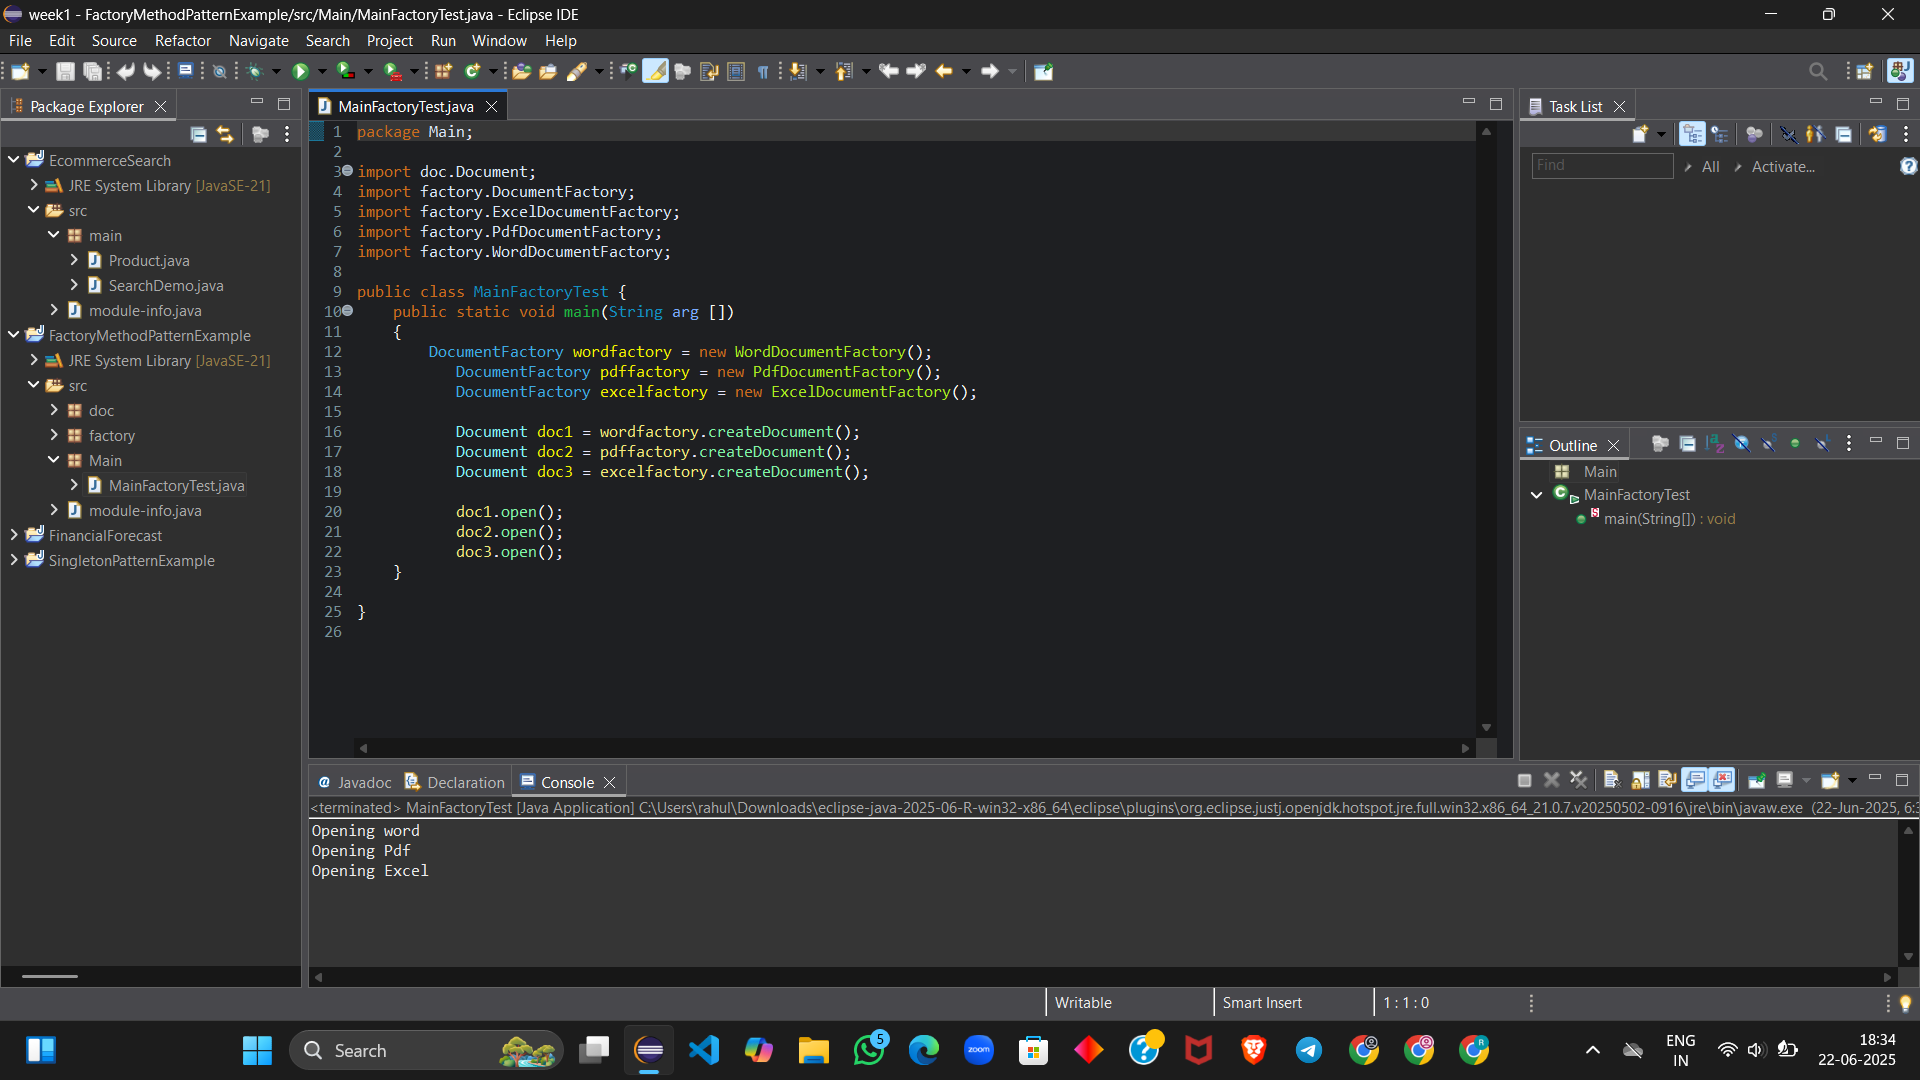 week1 - FactoryMethodPatternExample/src/Main/MainFactoryTest.java - Eclipse IDE
File Edit Source Refactor Navigate Search Project Run Window Help
Package Explorer
EcommerceSearch
JRE System Library [JavaSE-21]
src
main
Product.java
SearchDemo.java
module-info.java
FactoryMethodPatternExample
JRE System Library [JavaSE-21]
src
doc
factory
Main
MainFactoryTest.java
module-info.java
FinancialForecast
SingletonPatternExample
MainFactoryTest.java
1 package Main;
2
3 import doc.Document;
4 import factory.DocumentFactory;
5 import factory.ExcelDocumentFactory;
6 import factory.PdfDocumentFactory;
7 import factory.WordDocumentFactory;
8
9 public class MainFactoryTest {
10 public static void main(String arg [])
11 {
12 DocumentFactory wordfactory = new WordDocumentFactory();
13 DocumentFactory pdffactory = new PdfDocumentFactory();
14 DocumentFactory excelfactory = new ExcelDocumentFactory();
15
16 Document doc1 = wordfactory.createDocument();
17 Document doc2 = pdffactory.createDocument();
18 Document doc3 = excelfactory.createDocument();
19
20 doc1.open();
21 doc2.open();
22 doc3.open();
23 }
24
25 }
26
Task List
Find All Activate...
Outline
Main
MainFactoryTest
main(String[]) : void
Javadoc Declaration Console
<terminated> MainFactoryTest [Java Application] C:\Users\rahul\Downloads\eclipse-java-2025-06-R-win32-x86_64\eclipse\plugins\org.eclipse.justj.openjdk.hotspot.jre.full.win32.x86_64_21.0.7.v20250502-0916\jre\bin\javaw.exe (22-Jun-2025, 6:3
Opening word
Opening Pdf
Opening Excel
Writable Smart Insert 1 : 1 : 0
Search
5
zoom
R
ENG
IN
18:34
22-06-2025